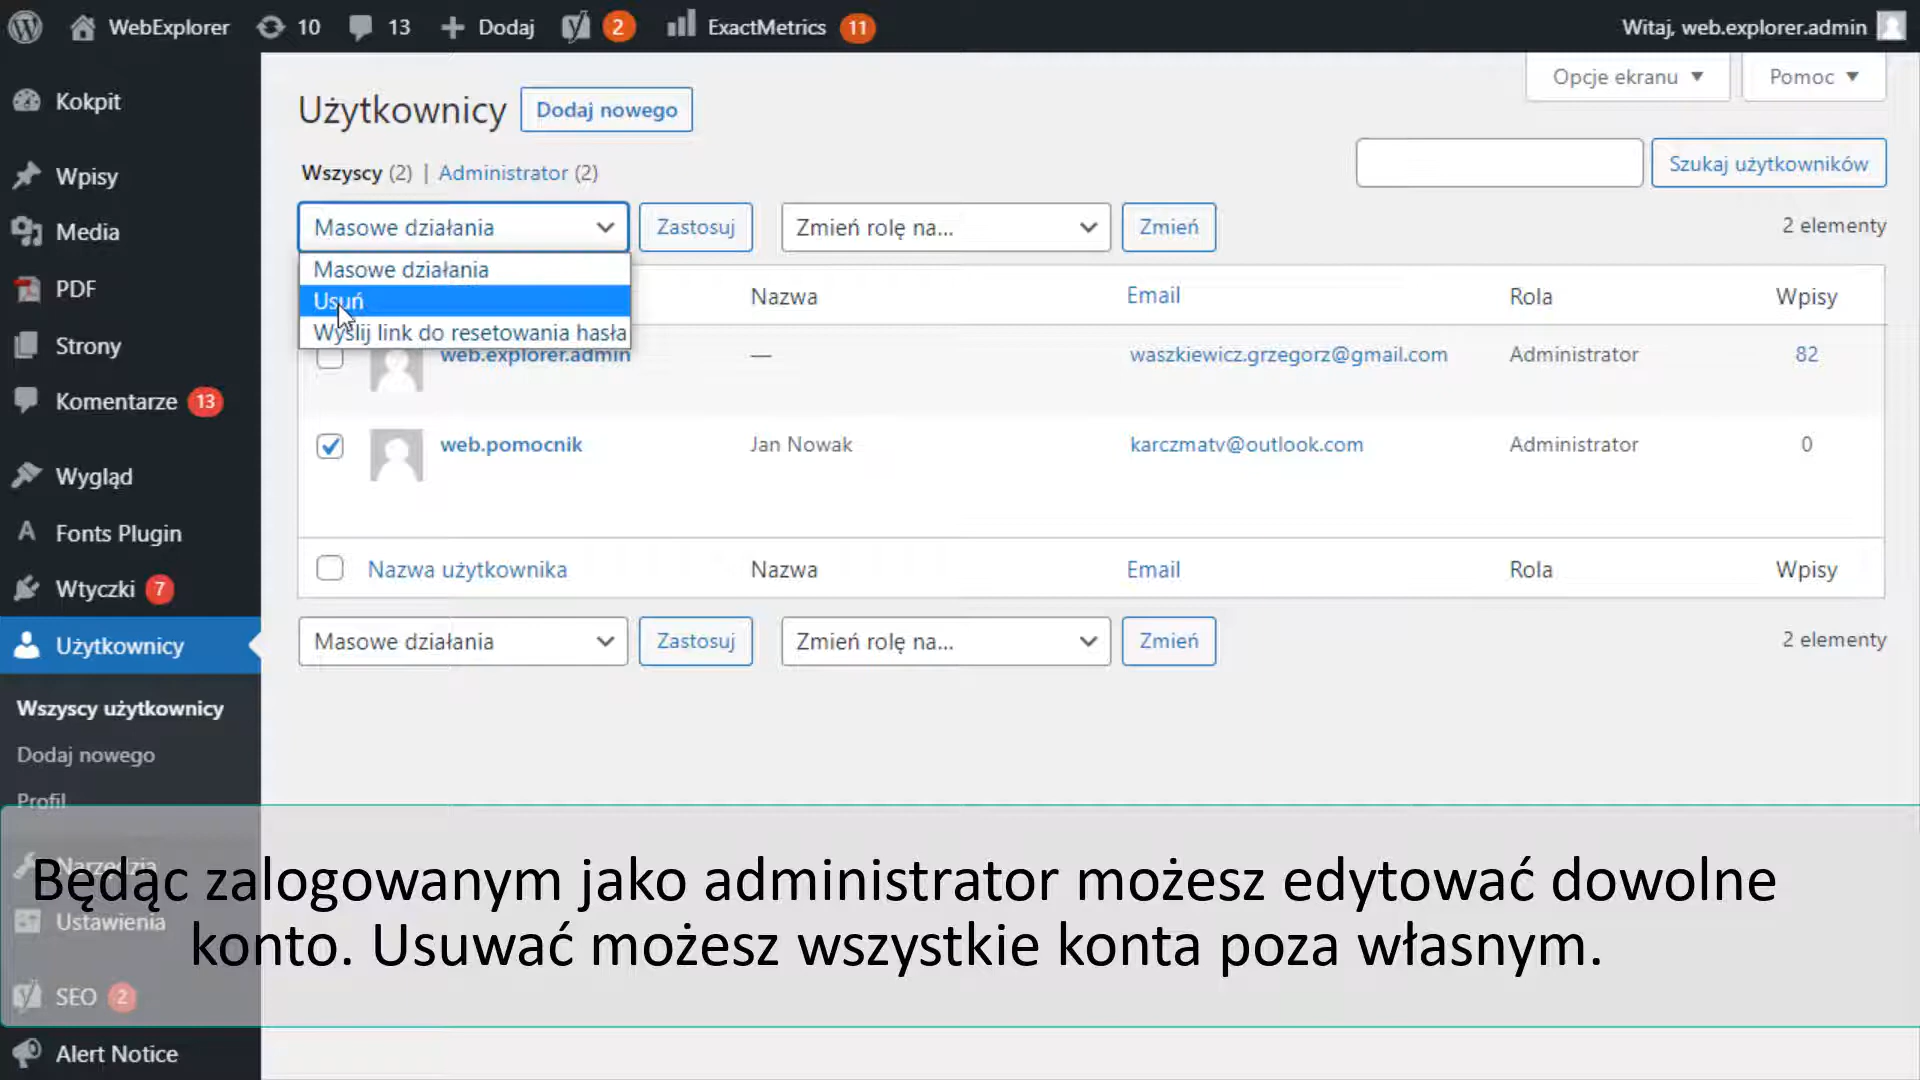 WebExplorer 10 13 Dodaj 2 ExactMetrics 11 Witaj, web.explorer.admin
Opcje ekranu Pomoc
Kokpit
Wpisy
Media
PDF
Strony
Komentarze 13
Wygląd
Fonts Plugin
Wtyczki 7
Użytkownicy
Wszyscy użytkownicy
Dodaj nowego
Profil
Narzędzia
Ustawienia
SEO 2
Alert Notice
Użytkownicy Dodaj nowego
Wszyscy (2) | Administrator (2)
Szukaj użytkowników
Masowe działania Zastosuj Zmień rolę na... Zmień 2 elementy
Masowe działania
Usuń
Wyślij link do resetowania hasła
Nazwa Email Rola Wpisy
web.explorer.admin — waszkiewicz.grzegorz@gmail.com Administrator 82
web.pomocnik Jan Nowak karczmatv@outlook.com Administrator 0
Nazwa użytkownika Nazwa Email Rola Wpisy
Masowe działania Zastosuj Zmień rolę na... Zmień 2 elementy
Będąc zalogowanym jako administrator możesz edytować dowolne
konto. Usuwać możesz wszystkie konta poza własnym.